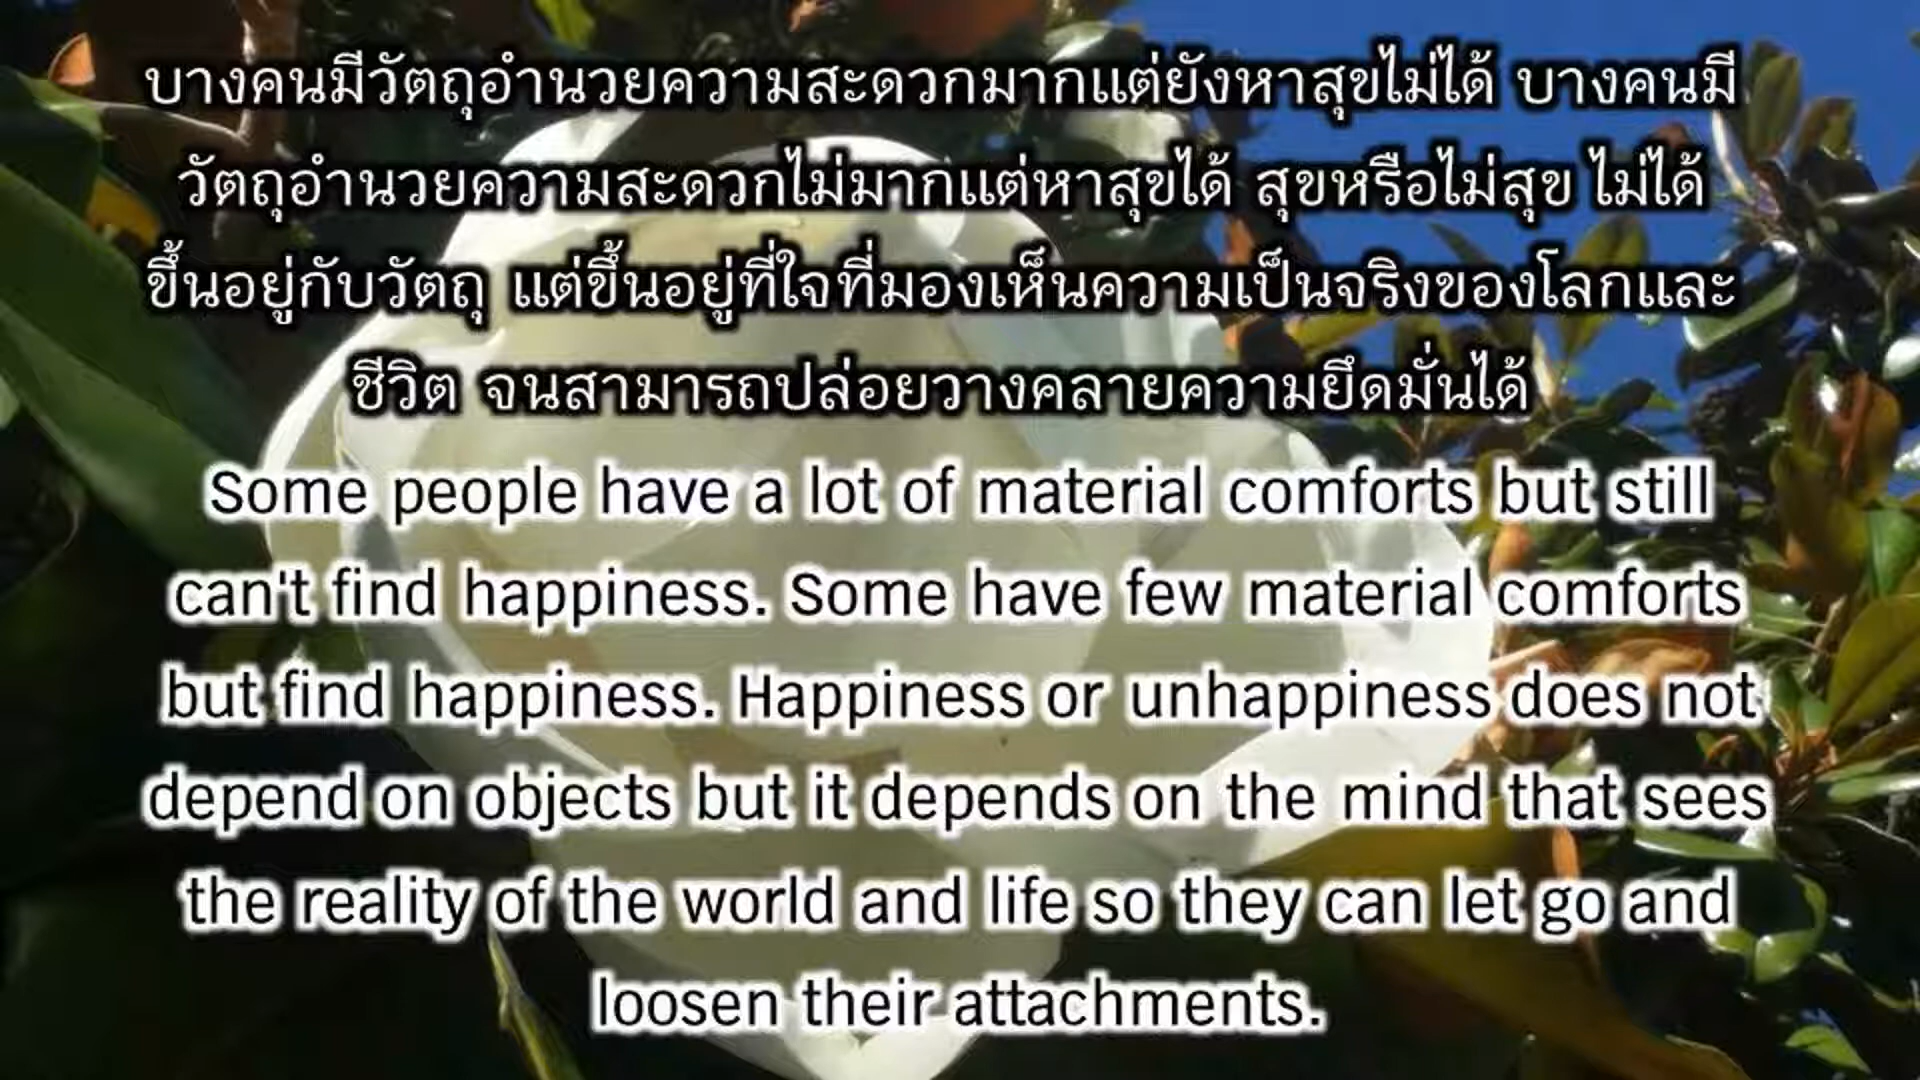 บางคนมีวัตถุอำนวยความสะดวกมากแต่ยังหาสุขไม่ได้ บางคนมี
วัตถุอำนวยความสะดวกไม่มากแต่หาสุขได้ สุขหรือไม่สุข ไม่ได้
ขึ้นอยู่กับวัตถุ แต่ขึ้นอยู่ที่ใจที่มองเห็นความเป็นจริงของโลกและ
ชีวิต จนสามารถปล่อยวางคลายความยึดมั่นได้
Some people have a lot of material comforts but still
can't find happiness. Some have few material comforts
but find happiness. Happiness or unhappiness does not
depend on objects but it depends on the mind that sees
the reality of the world and life so they can let go and
loosen their attachments.